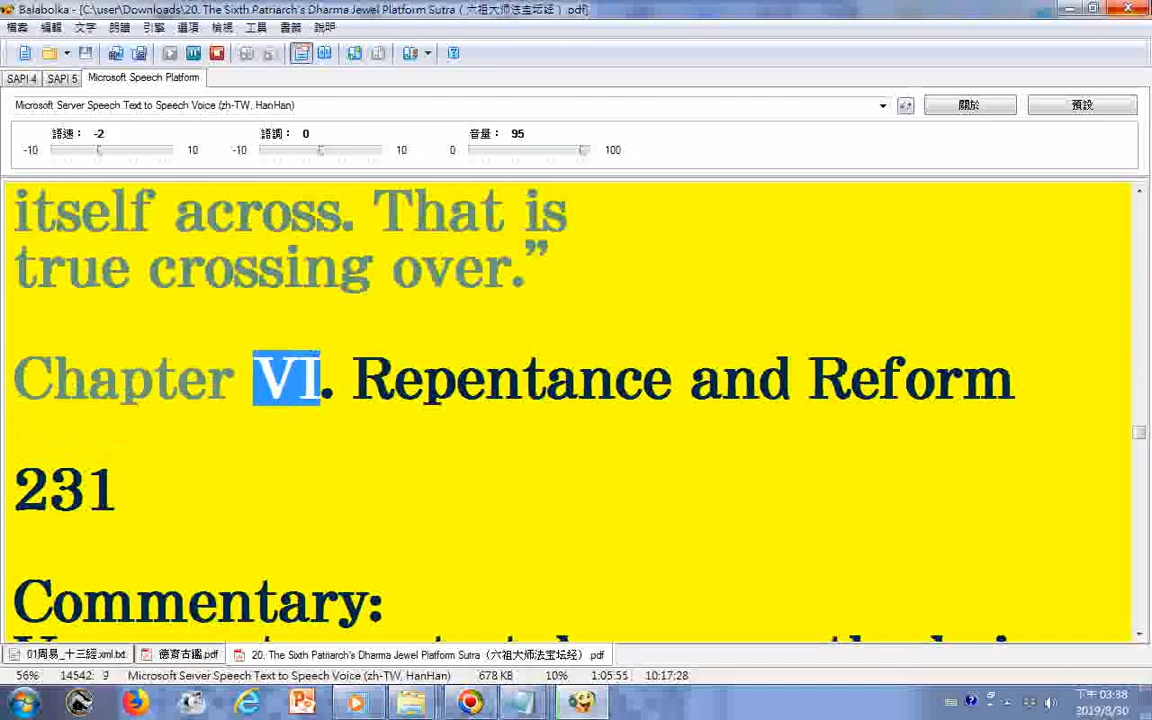 Balabolka - [C:\user\Downloads\20. The Sixth Patriarch's Dharma Jewel Platform Sutra（六祖大师法宝坛经）.pdf]
檔案 編輯 文字 朗讀 引擎 選項 檢視 工具 書籤 說明
SAPI 4 SAPI 5 Microsoft Speech Platform
Microsoft Server Speech Text to Speech Voice (zh-TW, HanHan) 關於 預設
語速： -2 語調： 0 音量： 95
-10 10 -10 10 0 100
itself across. That is
true crossing over.”
Chapter VI. Repentance and Reform
231
Commentary:
01周易_十三經.xml.txt 德育古鑑.pdf 20. The Sixth Patriarch's Dharma Jewel Platform Sutra（六祖大师法宝坛经）.pdf
56% Microsoft Server Speech Text to Speech Voice (zh-TW, HanHan) 678 KB 10% 1:05:55 10:17:28
下午 03:38
2019/8/30